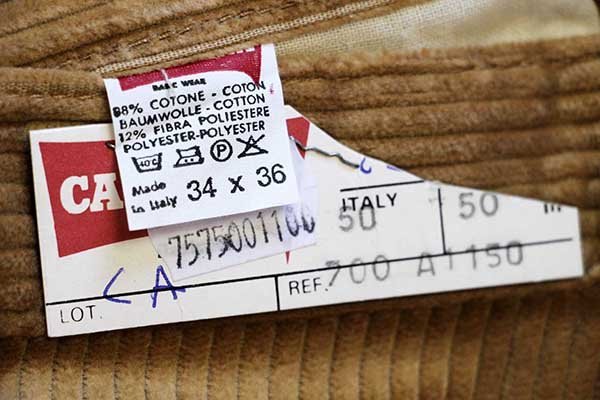 BASIC WEAR
88% COTONE - COTON
BAUMWOLLE - COTTON
12% FIBRA POLIESTERE
POLYESTER-POLYESTER
40C P
Made
in Italy 34 x 36
CA
7575001100
ITALY
50 50
LOT. CA
REF. 700 A1150